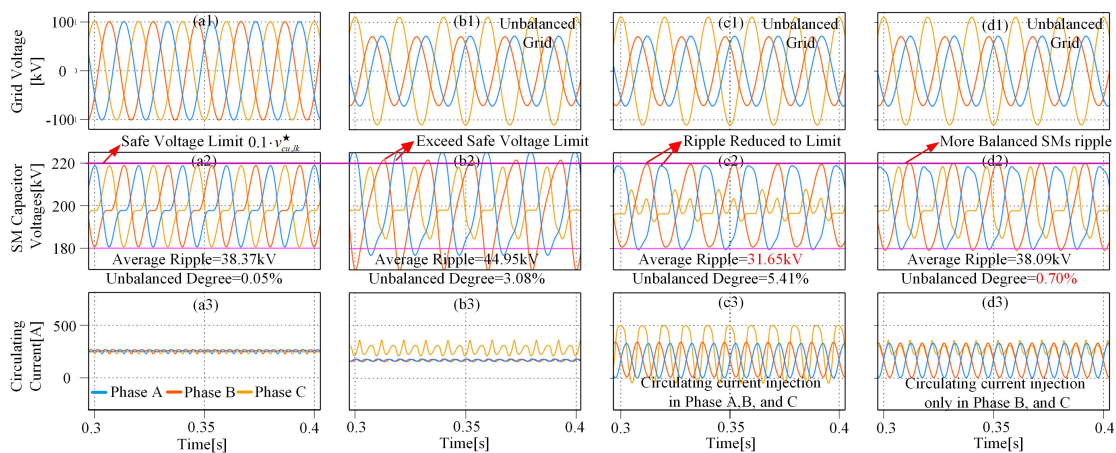 (a1)
(b1)
(c1)
(d1)
Unbalanced
Grid
Unbalanced
Grid
Unbalanced
Grid
Grid Voltage
[kV]
100
0
-100
Safe Voltage Limit 0.1·v★cu,lk
Exceed Safe Voltage Limit
Ripple Reduced to Limit
More Balanced SMs ripple
(a2)
(b2)
(c2)
(d2)
SM Capacitor
Voltages[kV]
220
200
180
Average Ripple=38.37kV
Average Ripple=44.95kV
Average Ripple=31.65kV
Average Ripple=38.09kV
Unbalanced Degree=0.05%
Unbalanced Degree=3.08%
Unbalanced Degree=5.41%
Unbalanced Degree=0.70%
(a3)
(b3)
(c3)
(d3)
Circulating
Current[A]
500
0
Phase A Phase B Phase C
Circulating current injection
in Phase A,B, and C
Circulating current injection
only in Phase B, and C
0.3 0.35 0.4
0.3 0.35 0.4
0.3 0.35 0.4
0.3 0.35 0.4
Time[s]
Time[s]
Time[s]
Time[s]